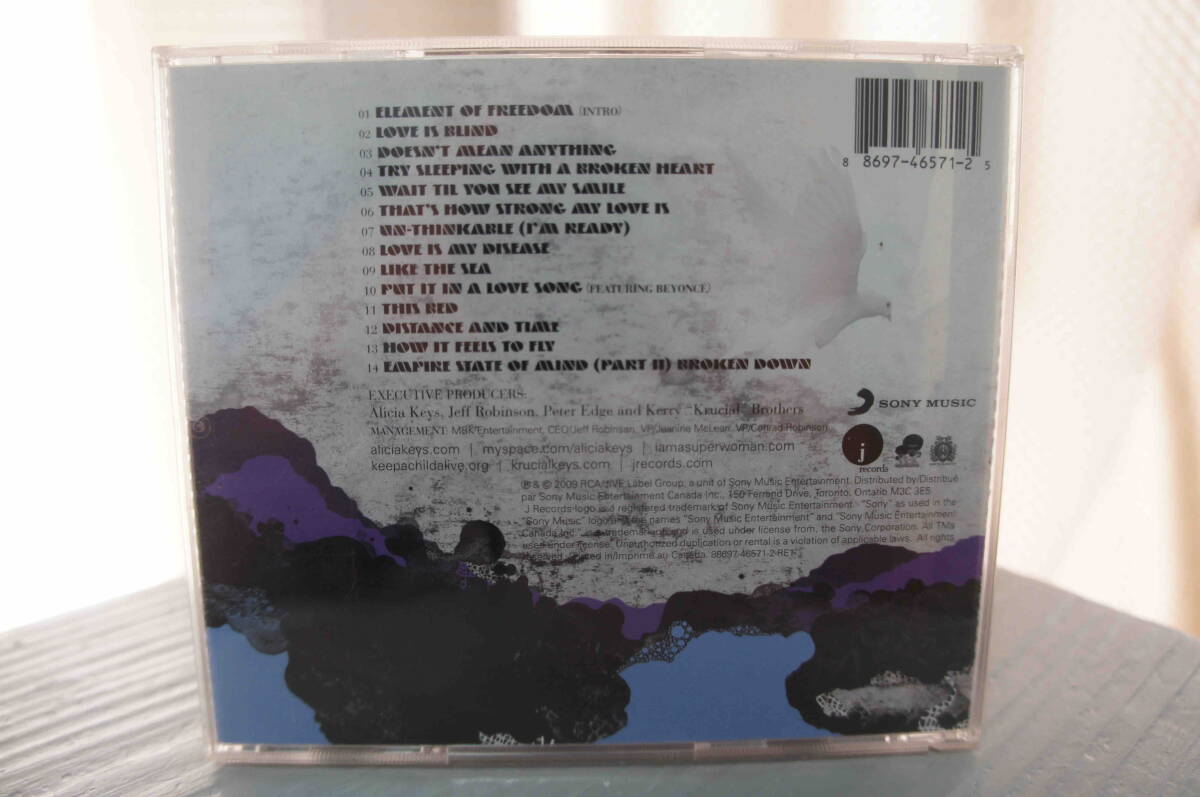 01 ELEMENT OF FREEDOM (INTRO)
02 LOVE IS BLIND
03 DOESN'T MEAN ANYTHING
04 TRY SLEEPING WITH A BROKEN HEART
05 WAIT TIL YOU SEE MY SMILE
06 THAT'S HOW STRONG MY LOVE IS
07 UN-THINKABLE (I'M READY)
08 LOVE IS MY DISEASE
09 LIKE THE SEA
10 PUT IT IN A LOVE SONG (FEATURING BEYONCE)
11 THIS BED
12 DISTANCE AND TIME
13 HOW IT FEELS TO FLY
14 EMPIRE STATE OF MIND (PART II) BROKEN DOWN
8 8697-46571-2 5
EXECUTIVE PRODUCERS:
Alicia Keys, Jeff Robinson, Peter Edge and Kerry "Krucial" Brothers
MANAGEMENT: MBK Entertainment, CEO/Jeff Robinson, VP/Jeanine McLean, VP/Conrad Robinson
aliciakeys.com | myspace.com/aliciakeys | iamasuperwoman.com
keepachildalive.org | krucialkeys.com | jrecords.com
SONY MUSIC
j
records
℗ & © 2009 RCA/JIVE Label Group, a unit of Sony Music Entertainment. Distributed by/Distribué
par Sony Music Entertainment Canada Inc., 150 Ferrand Drive, Toronto, Ontario M3C 3E5
J Records logo is a registered trademark of Sony Music Entertainment. "Sony" as used in the
"Sony Music" logo and the names "Sony Music Entertainment" and "Sony Music Entertainment
Canada Inc." is a trademark of and is used under license from, the Sony Corporation. All TMs
used under license. Unauthorized duplication or rental is a violation of applicable laws. All rights
reserved. Printed in/Imprimé au Canada. 88697-46571-2-RE1